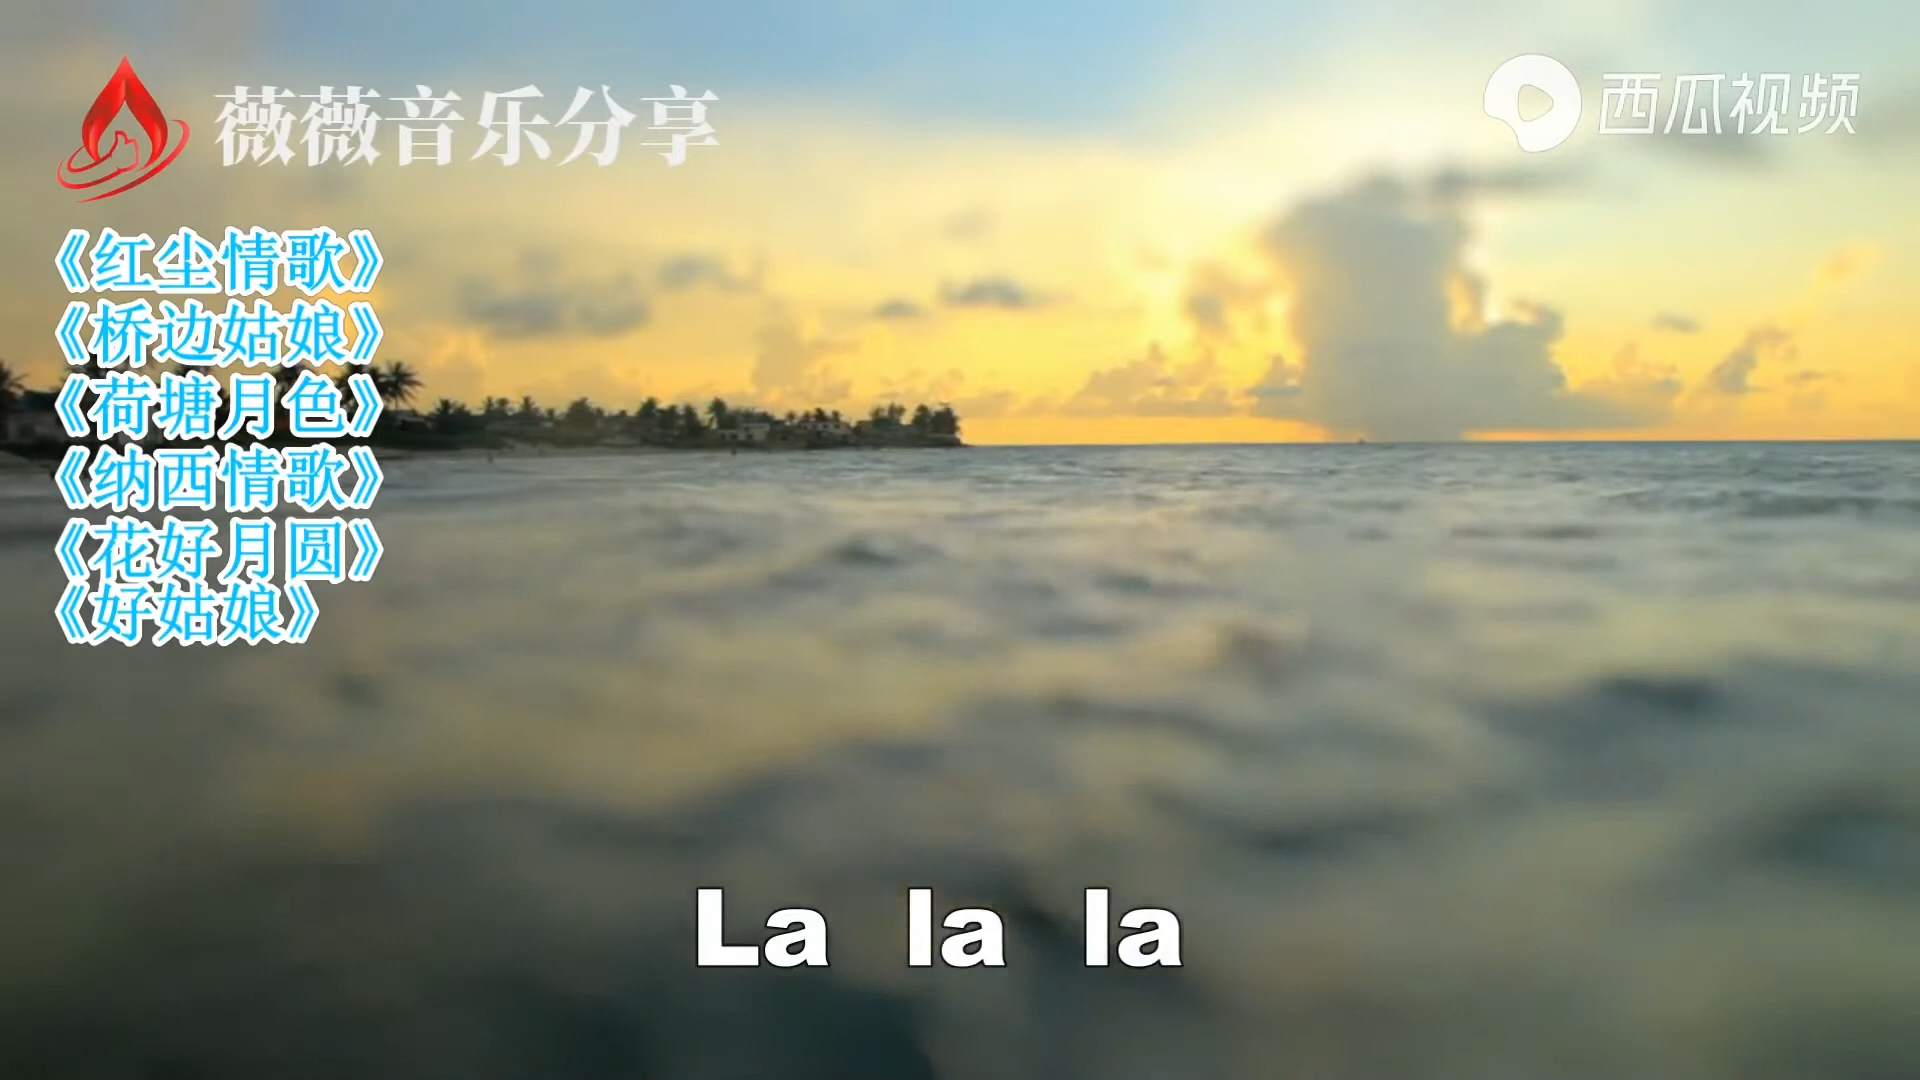 薇薇音乐分享
西瓜视频
《红尘情歌》
《桥边姑娘》
《荷塘月色》
《纳西情歌》
《花好月圆》
《好姑娘》
La la la